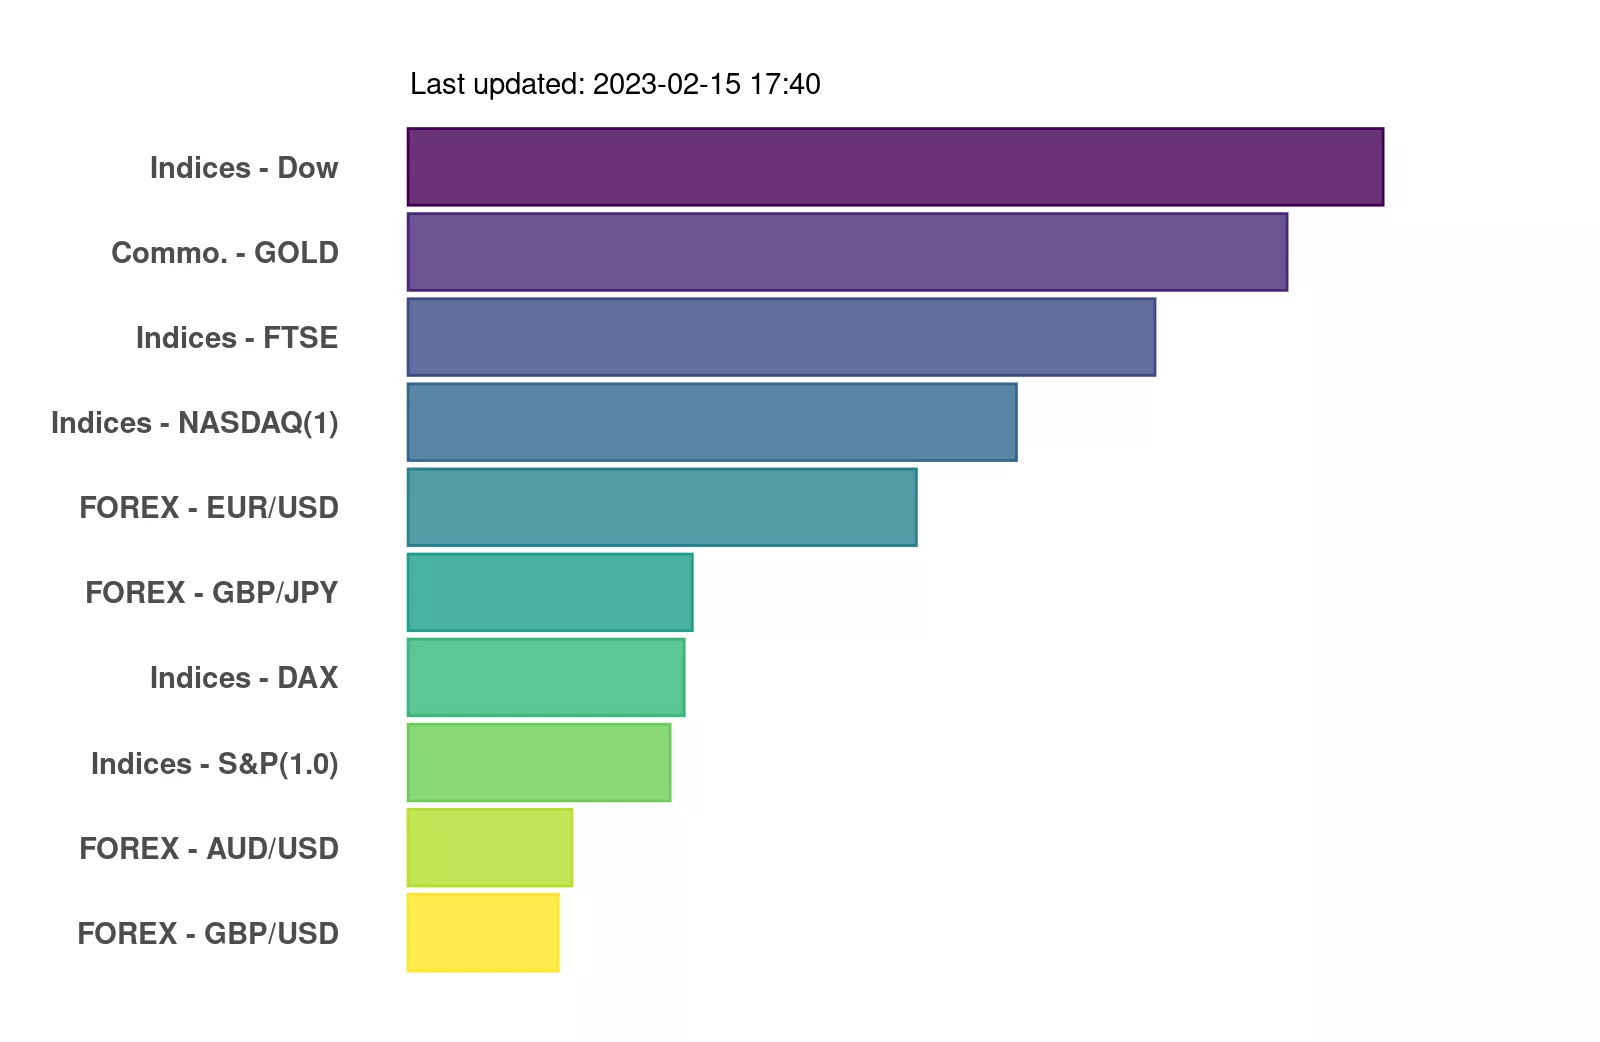 Last updated: 2023-02-15 17:40
Indices - Dow
Commo. - GOLD
Indices - FTSE
Indices - NASDAQ(1)
FOREX - EUR/USD
FOREX - GBP/JPY
Indices - DAX
Indices - S&P(1.0)
FOREX - AUD/USD
FOREX - GBP/USD